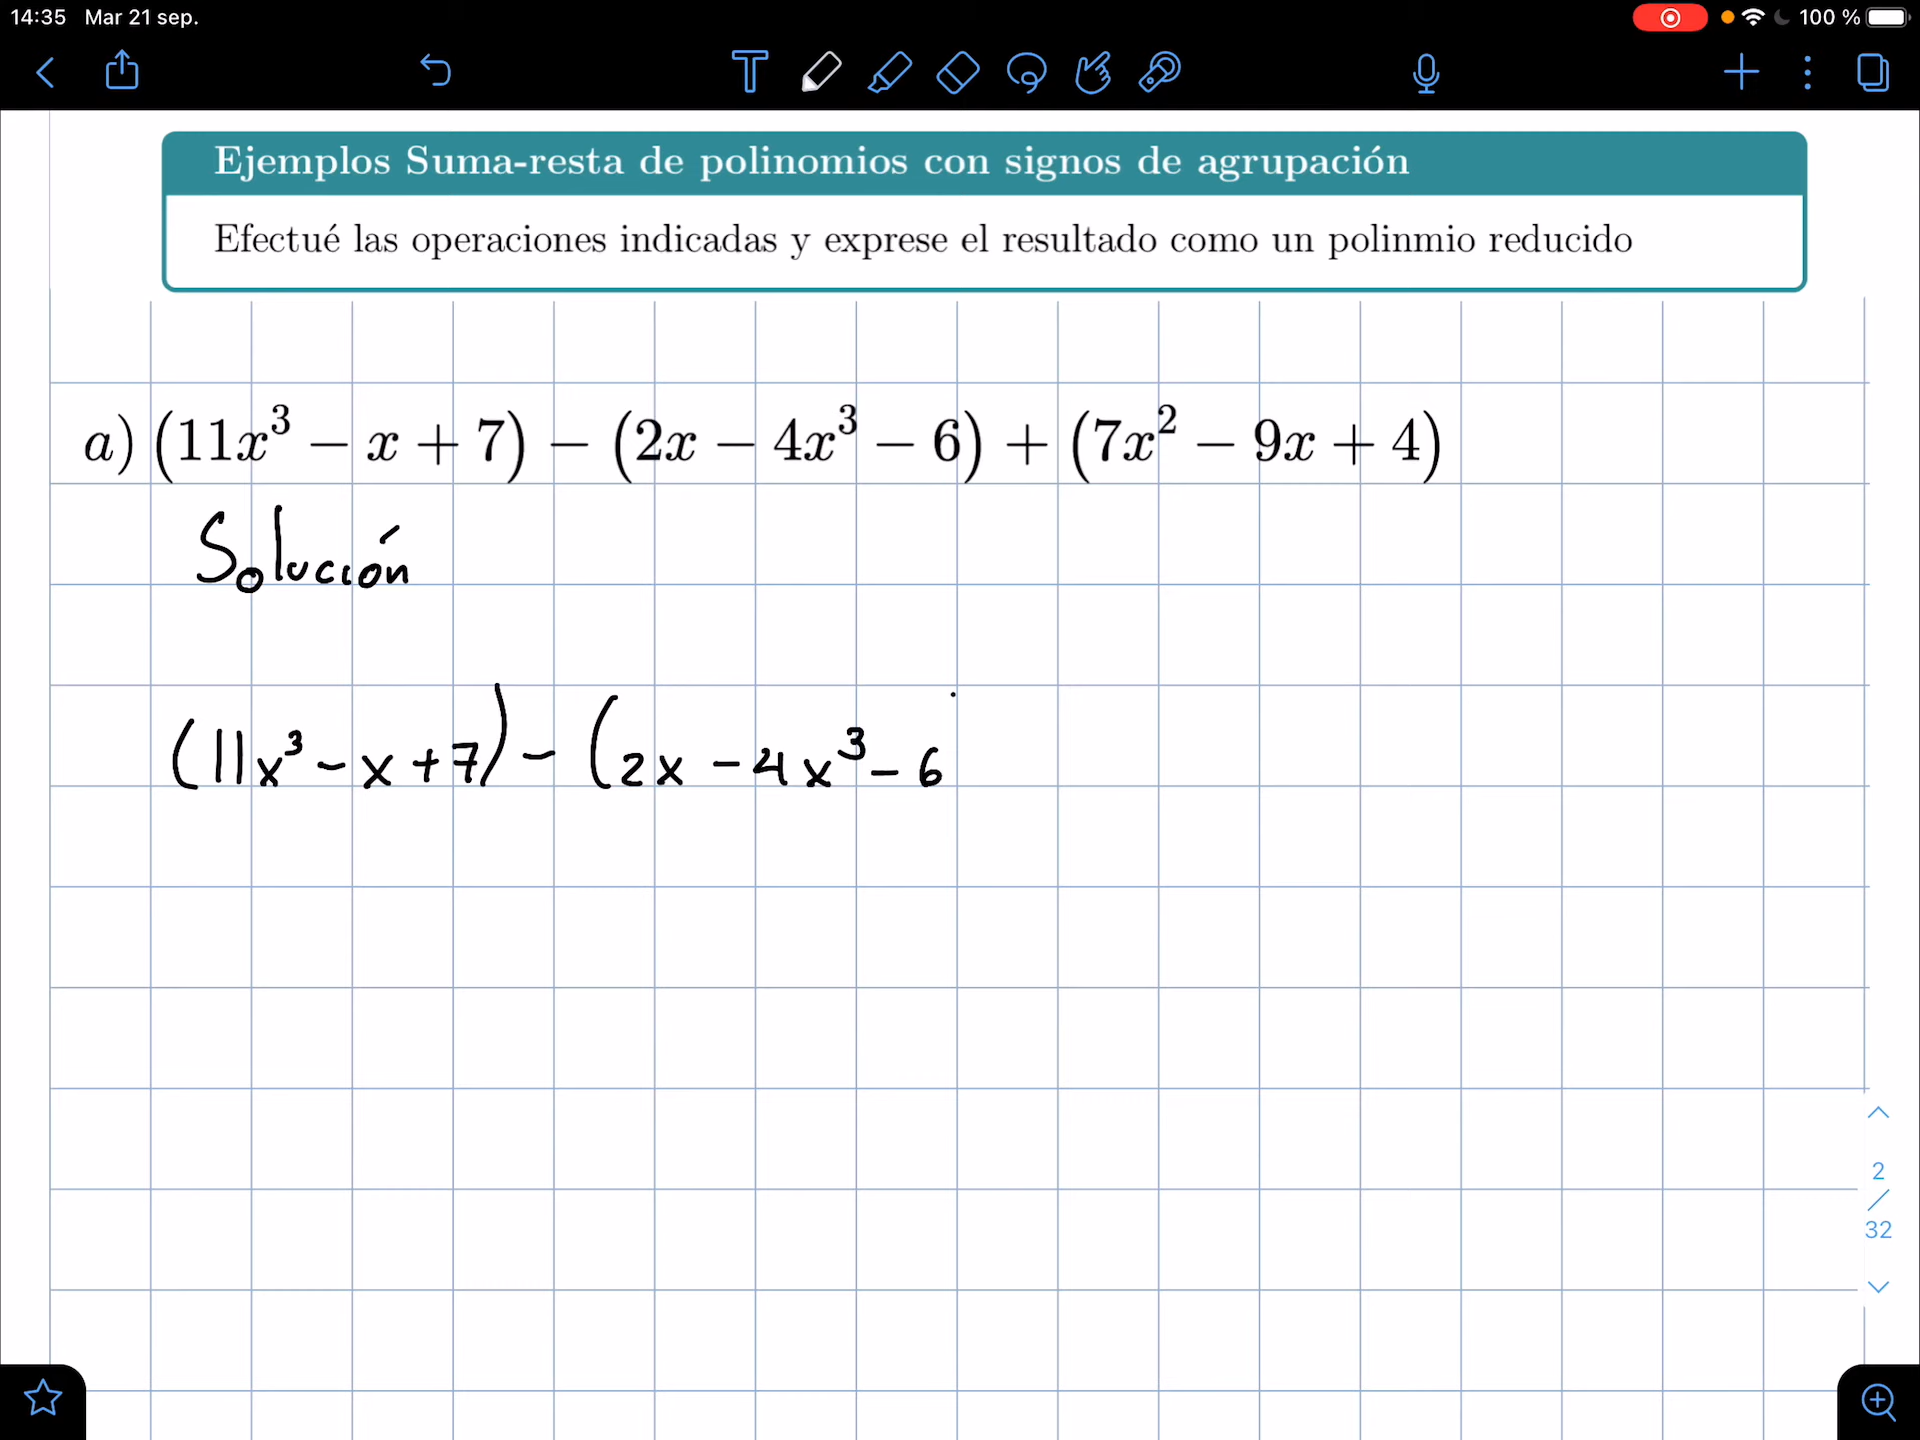 14:35 Mar 21 sep. 100 %
Ejemplos Suma-resta de polinomios con signos de agrupación
Efectué las operaciones indicadas y exprese el resultado como un polinmio reducido
a) (11x³ − x + 7) − (2x − 4x³ − 6) + (7x² − 9x + 4)
Solución
(11x³ − x + 7) − (2x − 4x³ − 6
2
/
32